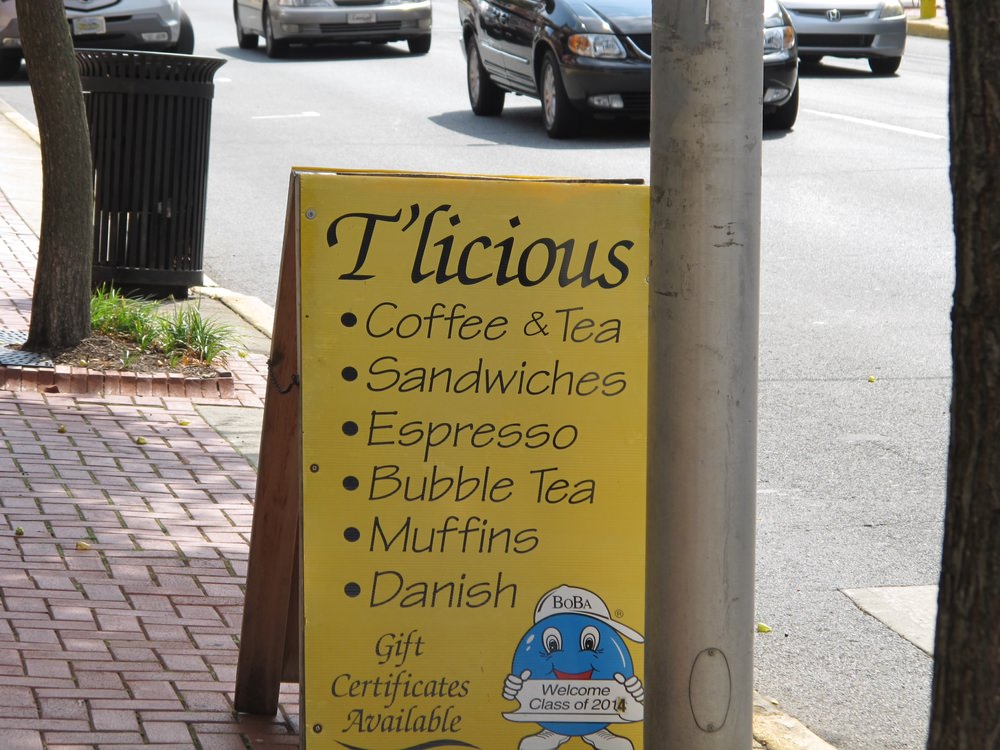 T'licious
• Coffee & Tea
• Sandwiches
• Espresso
• Bubble Tea
• Muffins
• Danish
Gift
Certificates
Available
BoBA
®
Welcome
Class of 2014